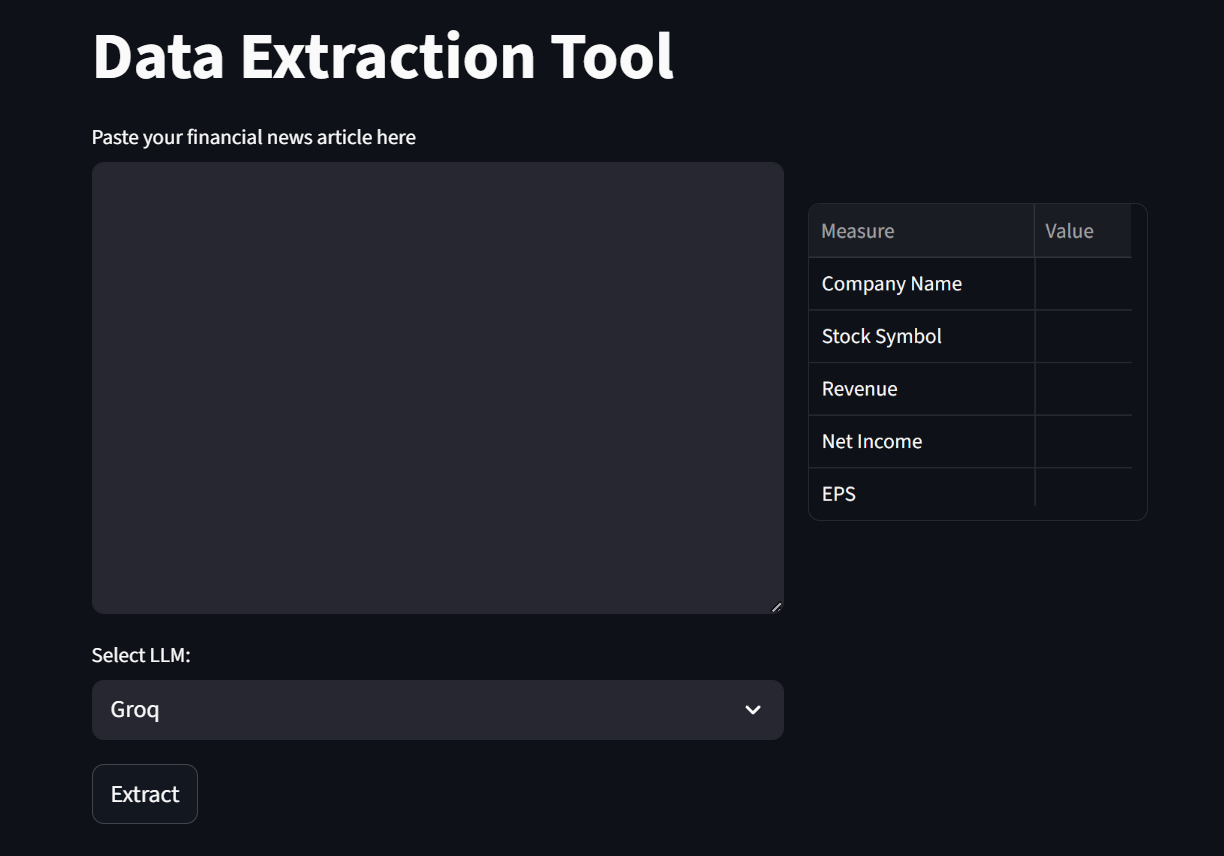 Data Extraction Tool
Paste your financial news article here
Measure Value
Company Name
Stock Symbol
Revenue
Net Income
EPS
Select LLM:
Groq
Extract